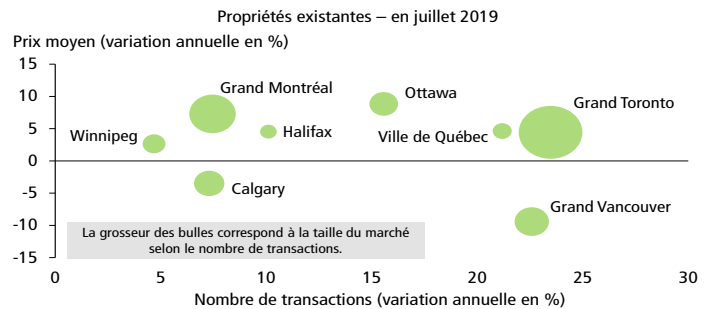 Propriétés existantes – en juillet 2019
Prix moyen (variation annuelle en %)
15
10
5
0
-5
-10
-15
Grand Montréal
Ottawa
Grand Toronto
Winnipeg
Halifax
Ville de Québec
Calgary
Grand Vancouver
La grosseur des bulles correspond à la taille du marché
selon le nombre de transactions.
0 5 10 15 20 25 30
Nombre de transactions (variation annuelle en %)